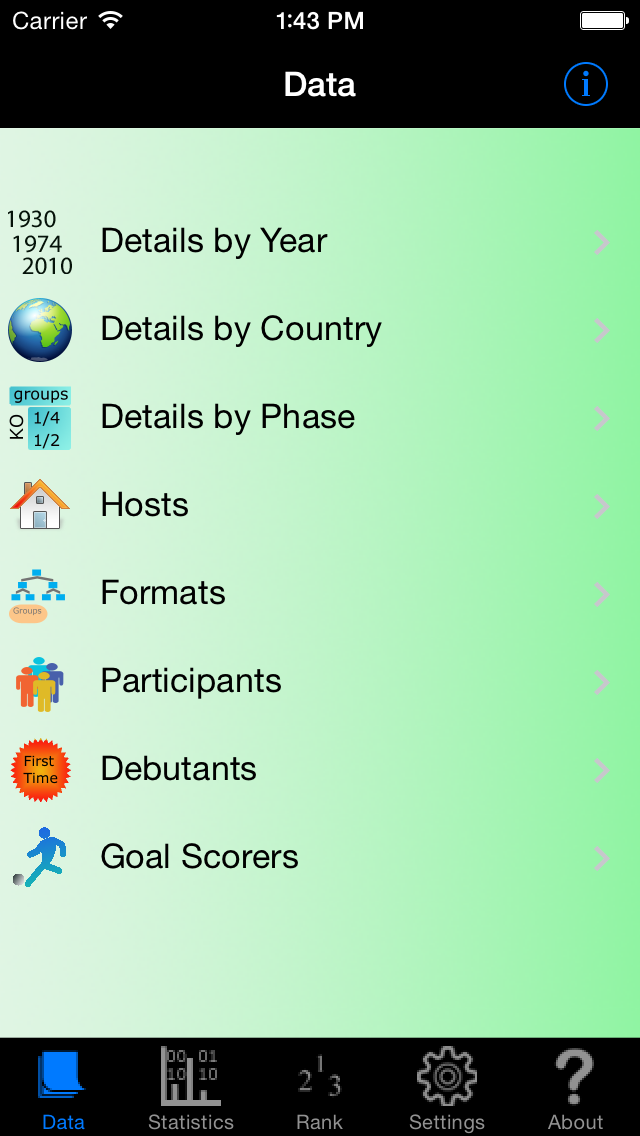 Carrier 1:43 PM
Data
i
1930
1974
2010
Details by Year
Details by Country
groups
KO
1/4
1/2
Details by Phase
Hosts
Groups
Formats
Participants
First
Time
Debutants
Goal Scorers
00 01
10 10
2 1 3
?
Data Statistics Rank Settings About